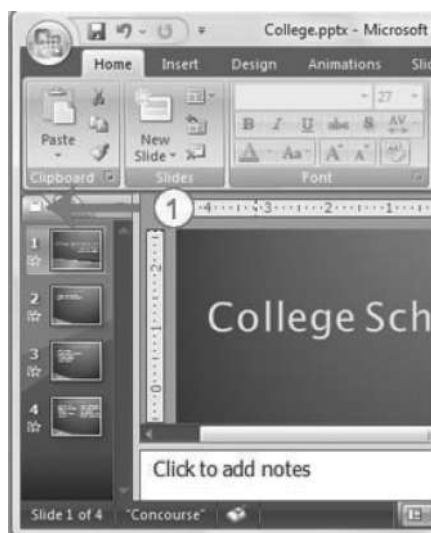 College.pptx - Microsoft
Home Insert Design Animations Slid
27
B I U abc S AV
Paste
New
Slide
A Aa A A
Clipboard Slides Font
1
4 3 2 1
1
2
2 1 0
3
4
College Sch
Click to add notes
Slide 1 of 4 "Concourse"